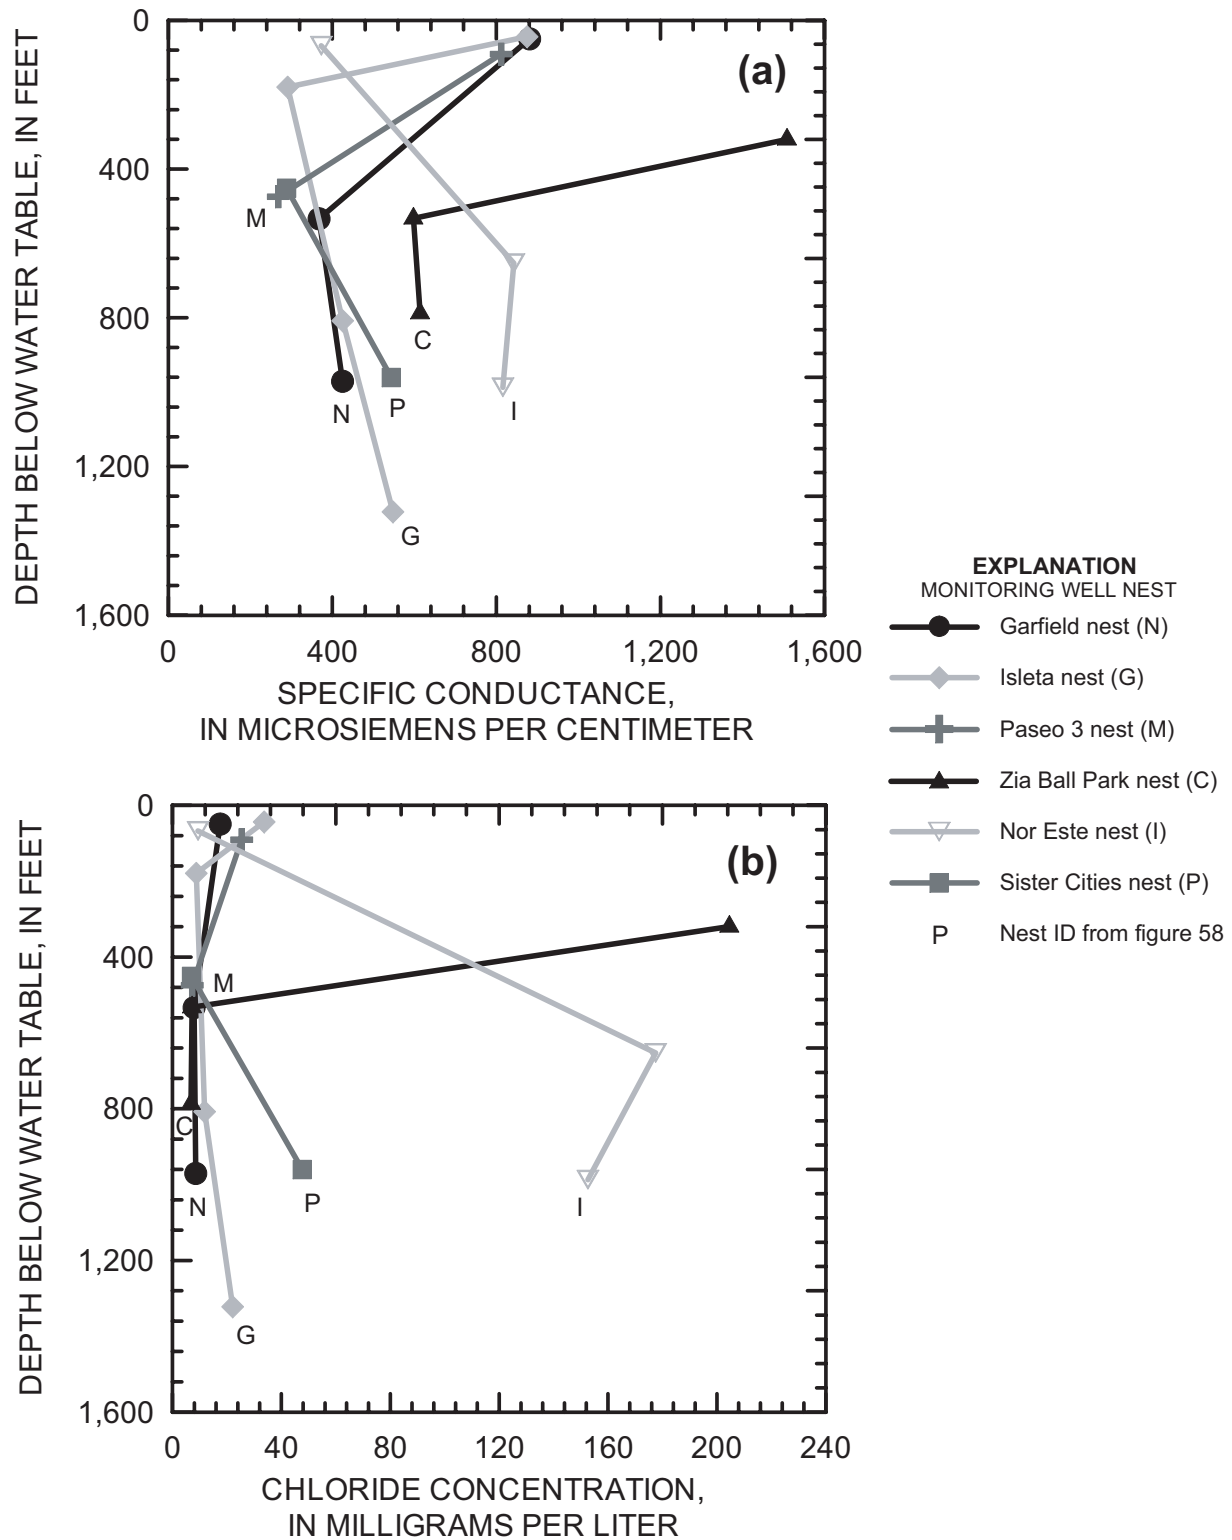 (a)
DEPTH BELOW WATER TABLE, IN FEET
0
400
800
1,200
1,600
M
N
P
G
C
I
0 400 800 1,200 1,600
SPECIFIC CONDUCTANCE,
IN MICROSIEMENS PER CENTIMETER
EXPLANATION
MONITORING WELL NEST
Garfield nest (N)
Isleta nest (G)
Paseo 3 nest (M)
Zia Ball Park nest (C)
Nor Este nest (I)
Sister Cities nest (P)
P Nest ID from figure 58
(b)
DEPTH BELOW WATER TABLE, IN FEET
0
400
800
1,200
1,600
M
C
N
P
I
G
0 40 80 120 160 200 240
CHLORIDE CONCENTRATION,
IN MILLIGRAMS PER LITER